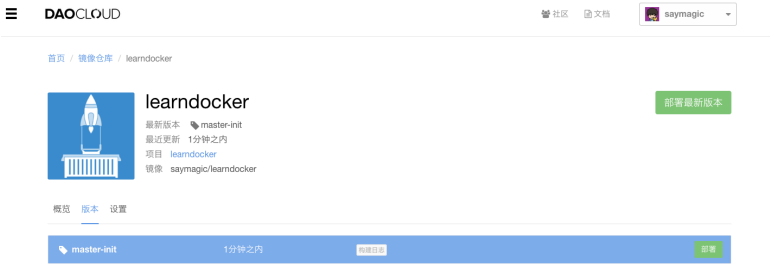 DAOCLOUD
社区 文档 saymagic
首页 / 镜像仓库 / learndocker
learndocker
部署最新版本
最新版本 master-init
最近更新 1分钟之内
项目 learndocker
镜像 saymagic/learndocker
概览 版本 设置
master-init 1分钟之内 构建日志 部署